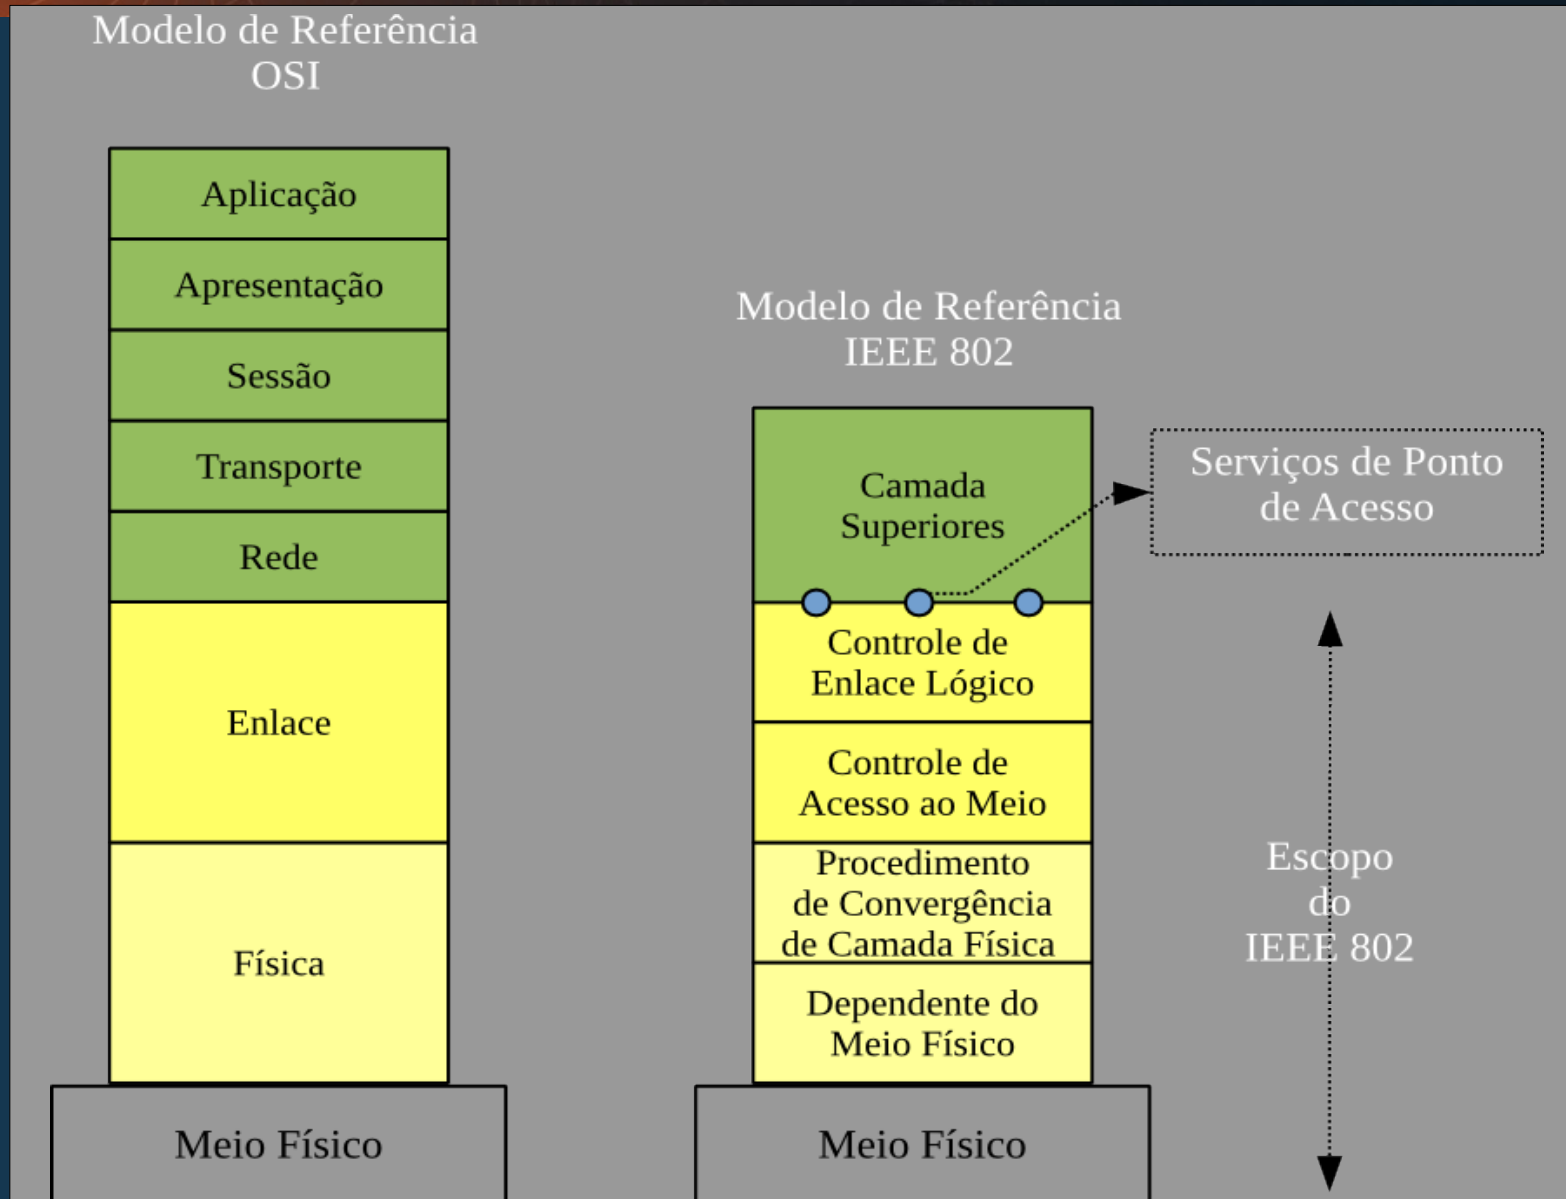 Modelo de Referência
OSI
Aplicação
Apresentação
Sessão
Transporte
Rede
Enlace
Física
Meio Físico
Modelo de Referência
IEEE 802
Camada
Superiores
Controle de
Enlace Lógico
Controle de
Acesso ao Meio
Procedimento
de Convergência
de Camada Física
Dependente do
Meio Físico
Meio Físico
Serviços de Ponto
de Acesso
Escopo
do
IEEE 802